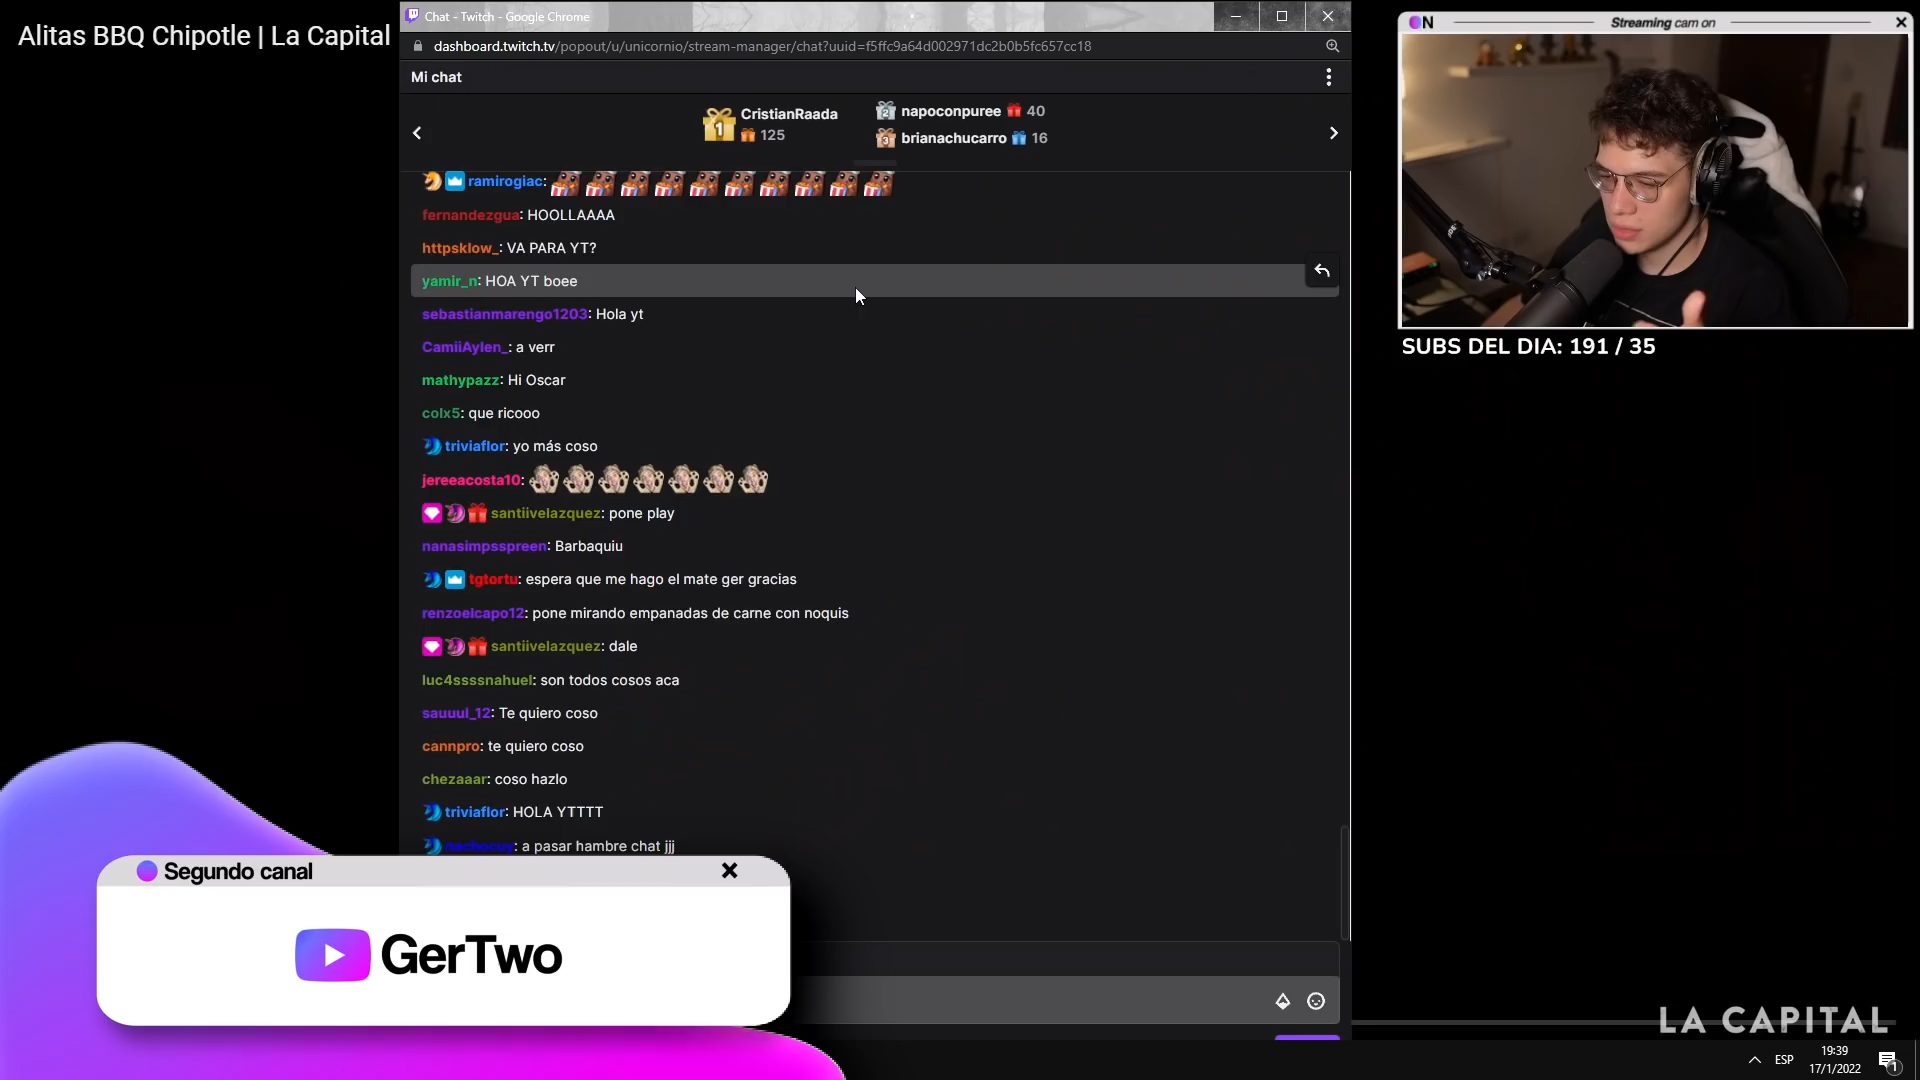 Alitas BBQ Chipotle | La Capital
Chat - Twitch - Google Chrome
dashboard.twitch.tv/popout/u/unicornio/stream-manager/chat?uuid=f5ffc9a64d002971dc2b0b5fc657cc18
Mi chat
1 CristianRaada 125
2 napoconpuree 40
3 brianachucarro 16
ramirogiac:
fernandezgua: HOOLLAAAA
httpsklow_: VA PARA YT?
yamir_n: HOA YT boee
sebastianmarengo1203: Hola yt
CamiiAylen_: a verr
mathypazz: Hi Oscar
colx5: que ricooo
triviaflor: yo más coso
jereeacosta10:
santiivelazquez: pone play
nanasimpsspreen: Barbaquiu
tgtortu: espera que me hago el mate ger gracias
renzoelcapo12: pone mirando empanadas de carne con noquis
santiivelazquez: dale
luc4ssssnahuel: son todos cosos aca
sauuul_12: Te quiero coso
cannpro: te quiero coso
chezaaar: coso hazlo
triviaflor: HOLA YTTTT
nachocuy: a pasar hambre chat jjj
Segundo canal
GerTwo
ON
Streaming cam on
SUBS DEL DIA: 191 / 35
LA CAPITAL
ESP
19:39
17/1/2022
1